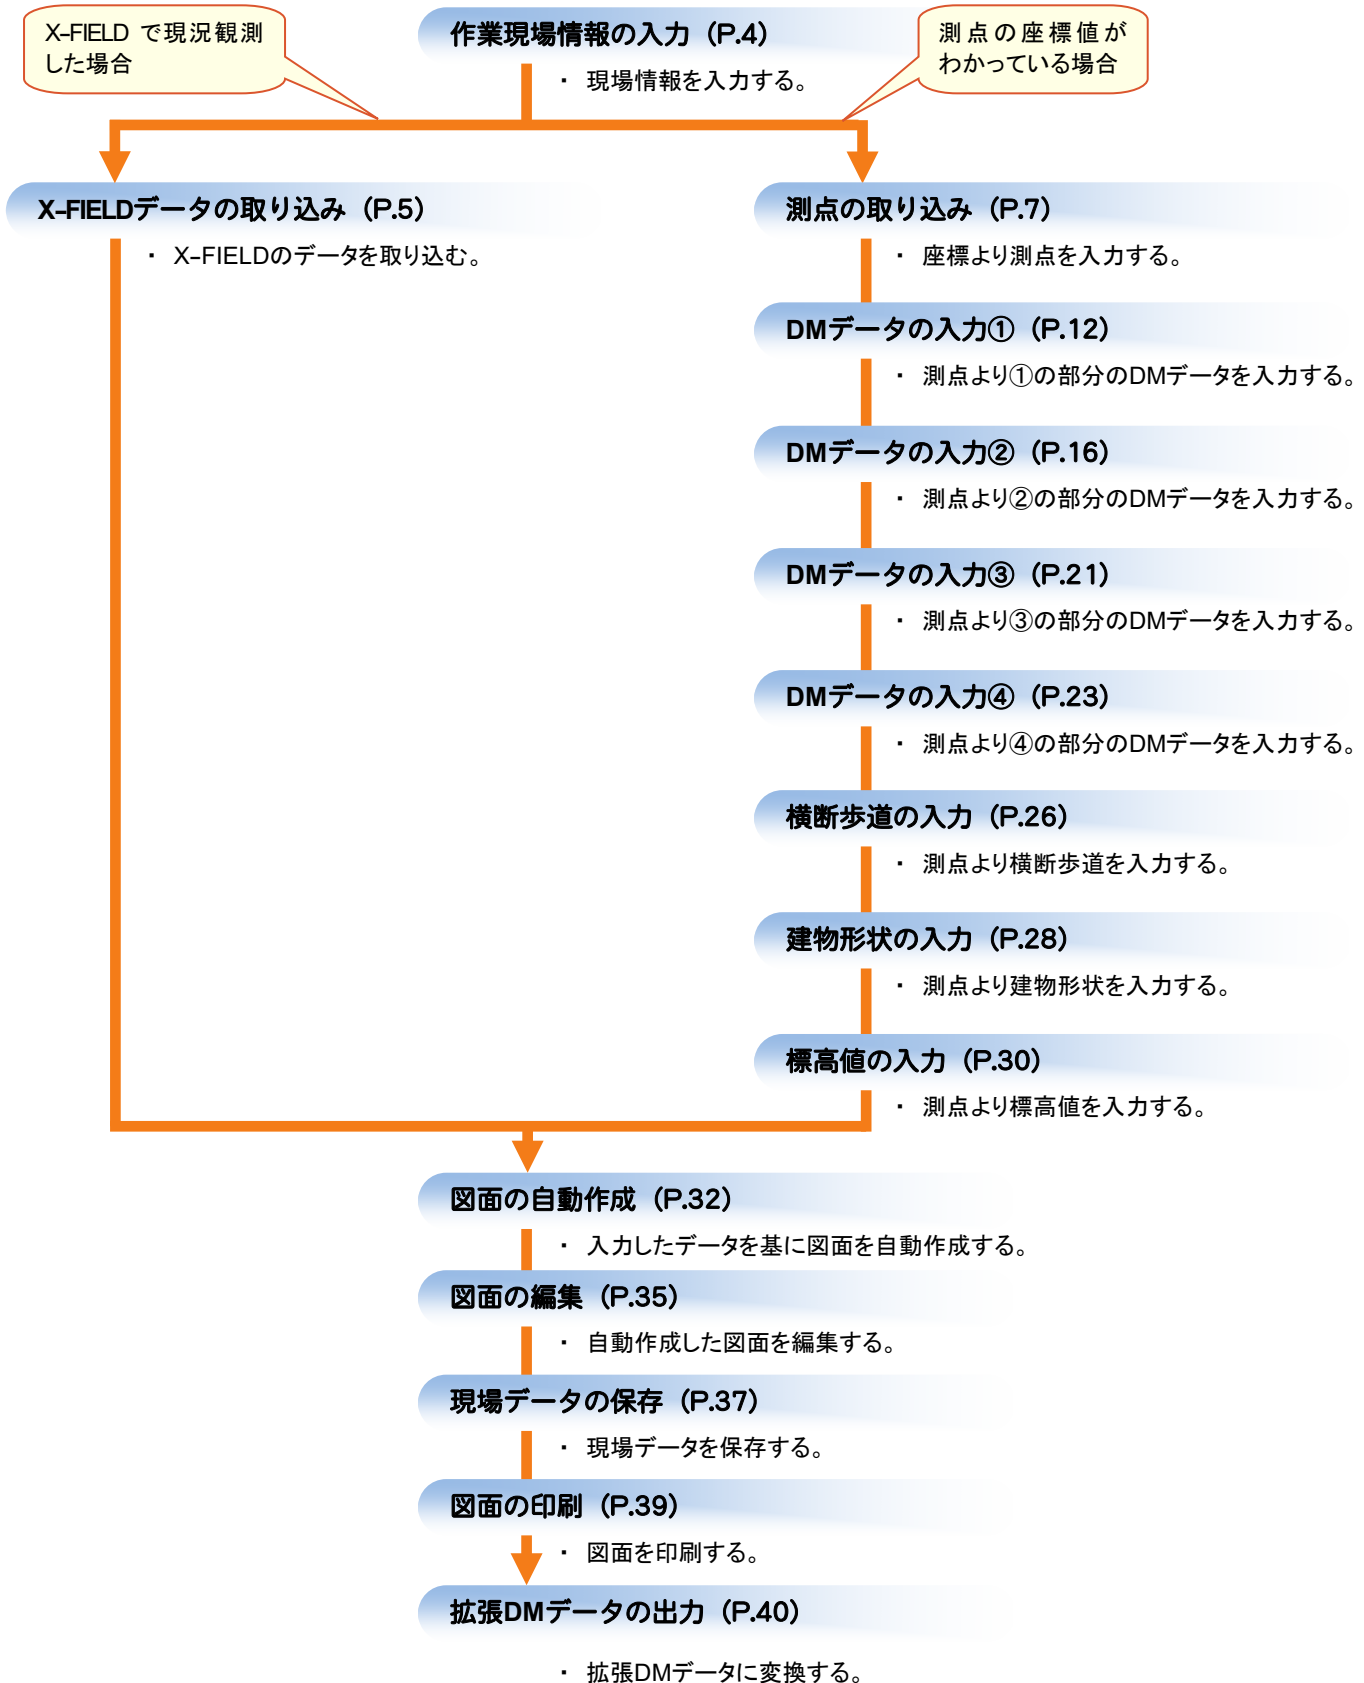 X-FIELD で現況観測
した場合
作業現場情報の入力（P.4）
・ 現場情報を入力する。
測点の座標値が
わかっている場合
X-FIELDデータの取り込み（P.5）
・ X-FIELDのデータを取り込む。
測点の取り込み（P.7）
・ 座標より測点を入力する。
DMデータの入力①（P.12）
・ 測点より①の部分のDMデータを入力する。
DMデータの入力②（P.16）
・ 測点より②の部分のDMデータを入力する。
DMデータの入力③（P.21）
・ 測点より③の部分のDMデータを入力する。
DMデータの入力④（P.23）
・ 測点より④の部分のDMデータを入力する。
横断歩道の入力（P.26）
・ 測点より横断歩道を入力する。
建物形状の入力（P.28）
・ 測点より建物形状を入力する。
標高値の入力（P.30）
・ 測点より標高値を入力する。
図面の自動作成（P.32）
・ 入力したデータを基に図面を自動作成する。
図面の編集（P.35）
・ 自動作成した図面を編集する。
現場データの保存（P.37）
・ 現場データを保存する。
図面の印刷（P.39）
・ 図面を印刷する。
拡張DMデータの出力（P.40）
・ 拡張DMデータに変換する。